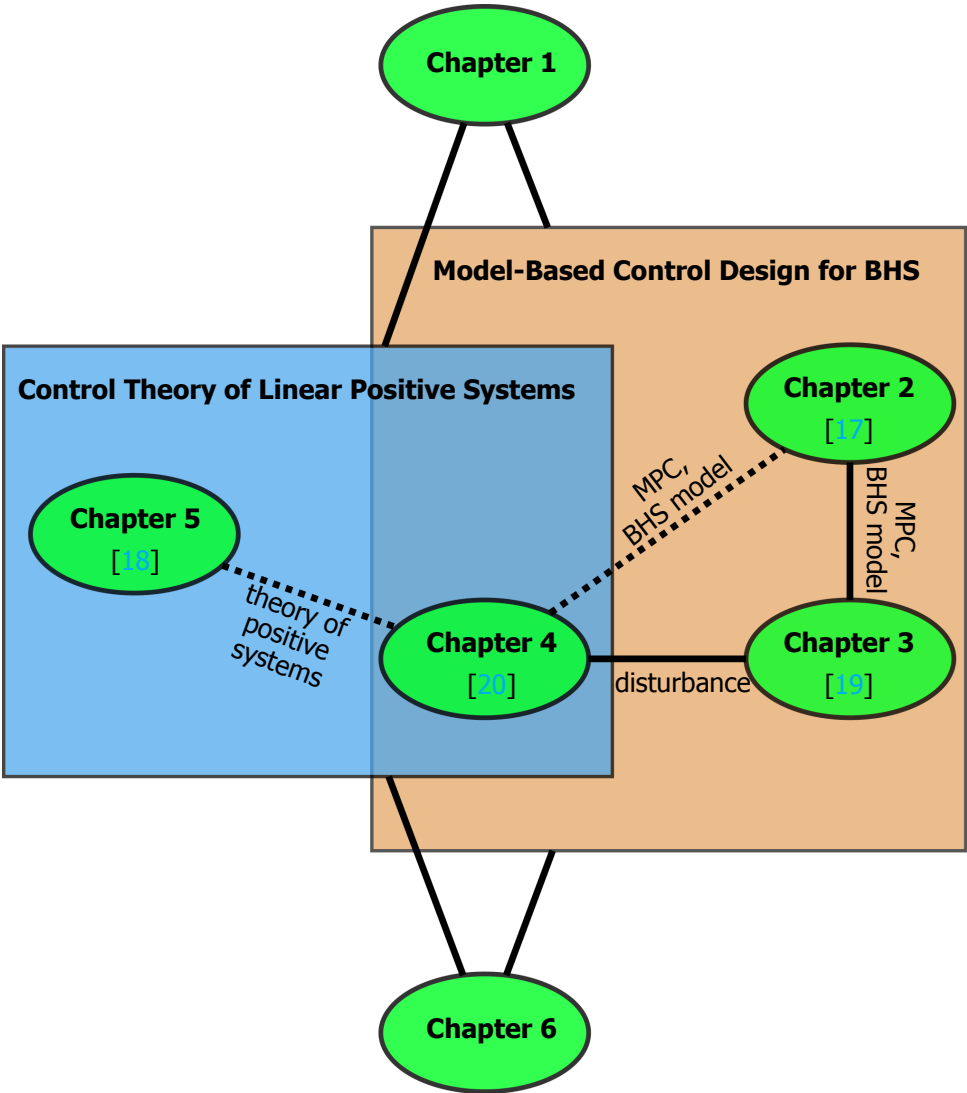 Chapter 1
Model-Based Control Design for BHS
Control Theory of Linear Positive Systems
Chapter 2
[17]
MPC,
BHS model
MPC,
BHS model
Chapter 5
[18]
theory of
positive
systems
Chapter 4
[20]
disturbance
Chapter 3
[19]
Chapter 6